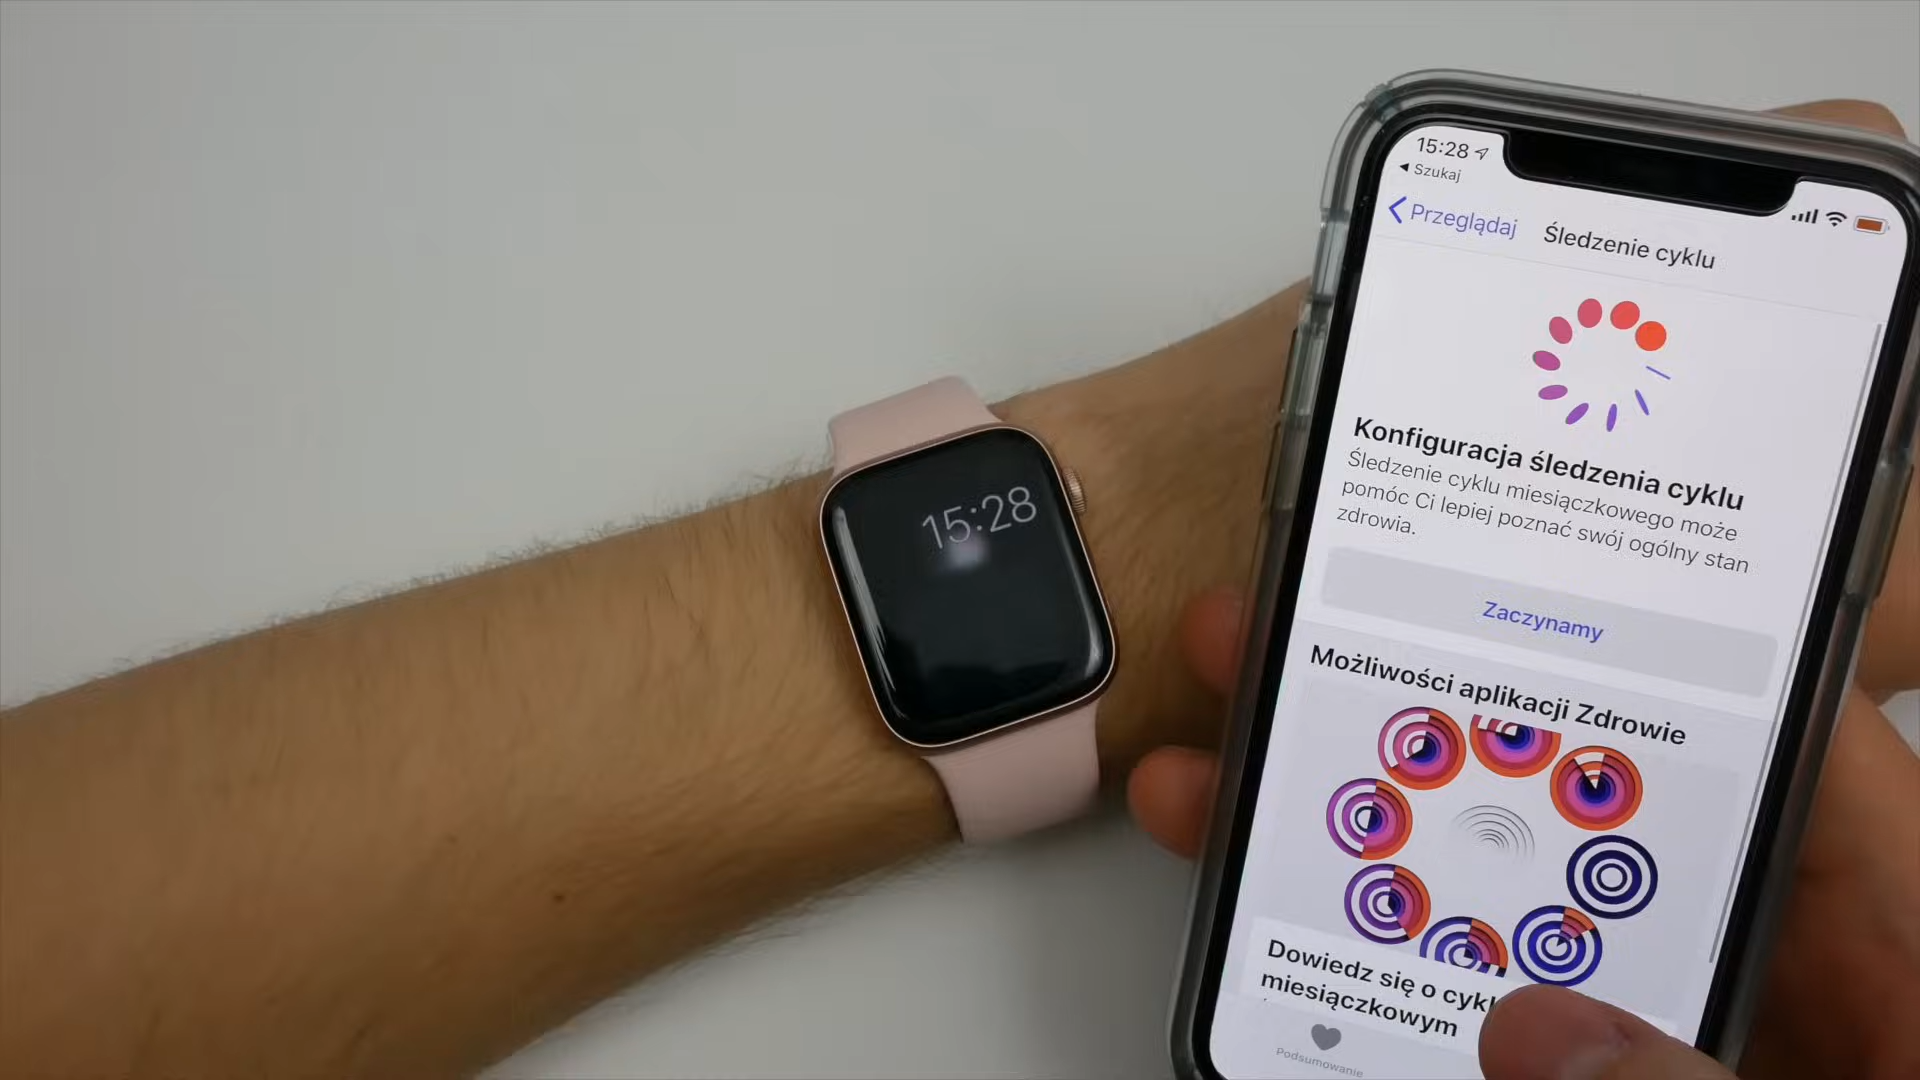 15:28
15:28
Szukaj
Przeglądaj
Śledzenie cyklu
Konfiguracja śledzenia cyklu
Śledzenie cyklu miesiączkowego może
pomóc Ci lepiej poznać swój ogólny stan
zdrowia.
Zaczynamy
Możliwości aplikacji Zdrowie
Dowiedz się o
miesiączkowym
Podsumowanie